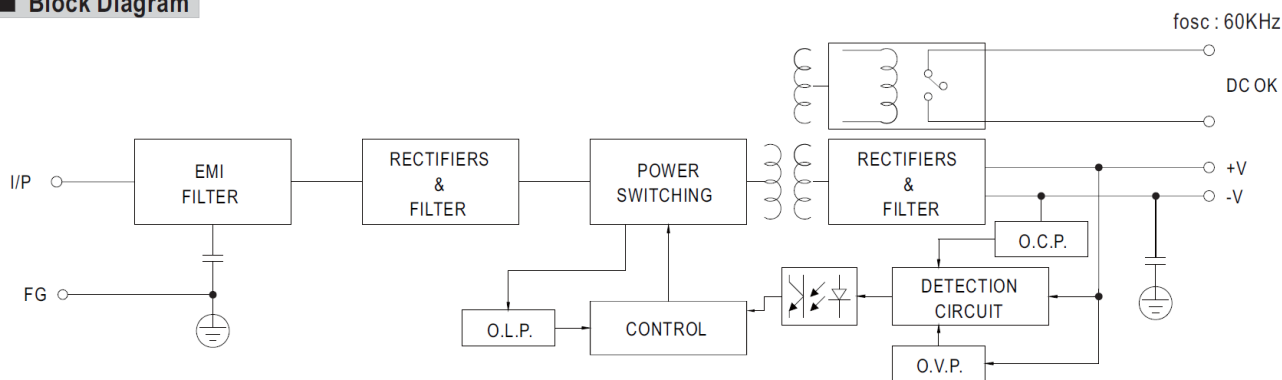 Block Diagram
fosc : 60KHz
DC OK
I/P
EMI
FILTER
RECTIFIERS
&
FILTER
POWER
SWITCHING
RECTIFIERS
&
FILTER
+V
-V
O.C.P.
FG
DETECTION
CIRCUIT
O.L.P.
CONTROL
O.V.P.